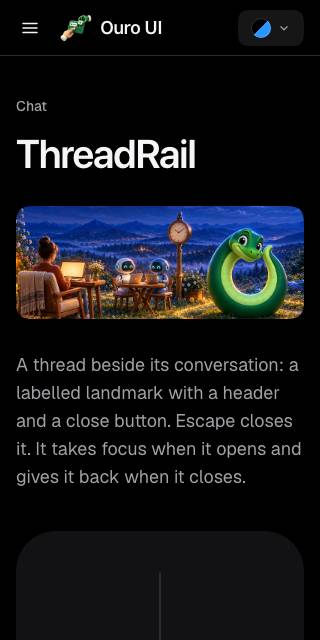 Ouro UI
Chat
ThreadRail
A thread beside its conversation: a
labelled landmark with a header
and a close button. Escape closes
it. It takes focus when it opens and
gives it back when it closes.